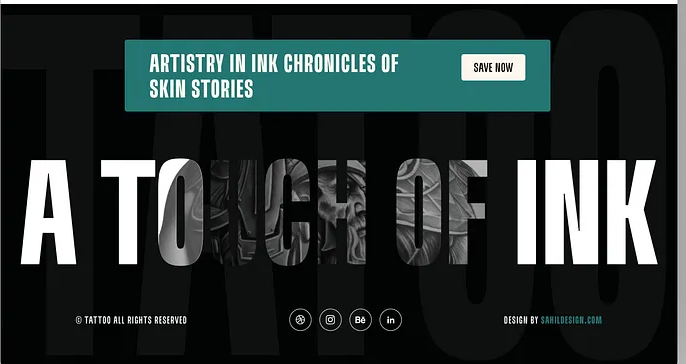 TATOO
ARTISTRY IN INK CHRONICLES OF
SKIN STORIES
SAVE NOW
A TOUCH OF INK
© TATTOO ALL RIGHTS RESERVED
Bē
in
DESIGN BY SAHILDESIGN.COM